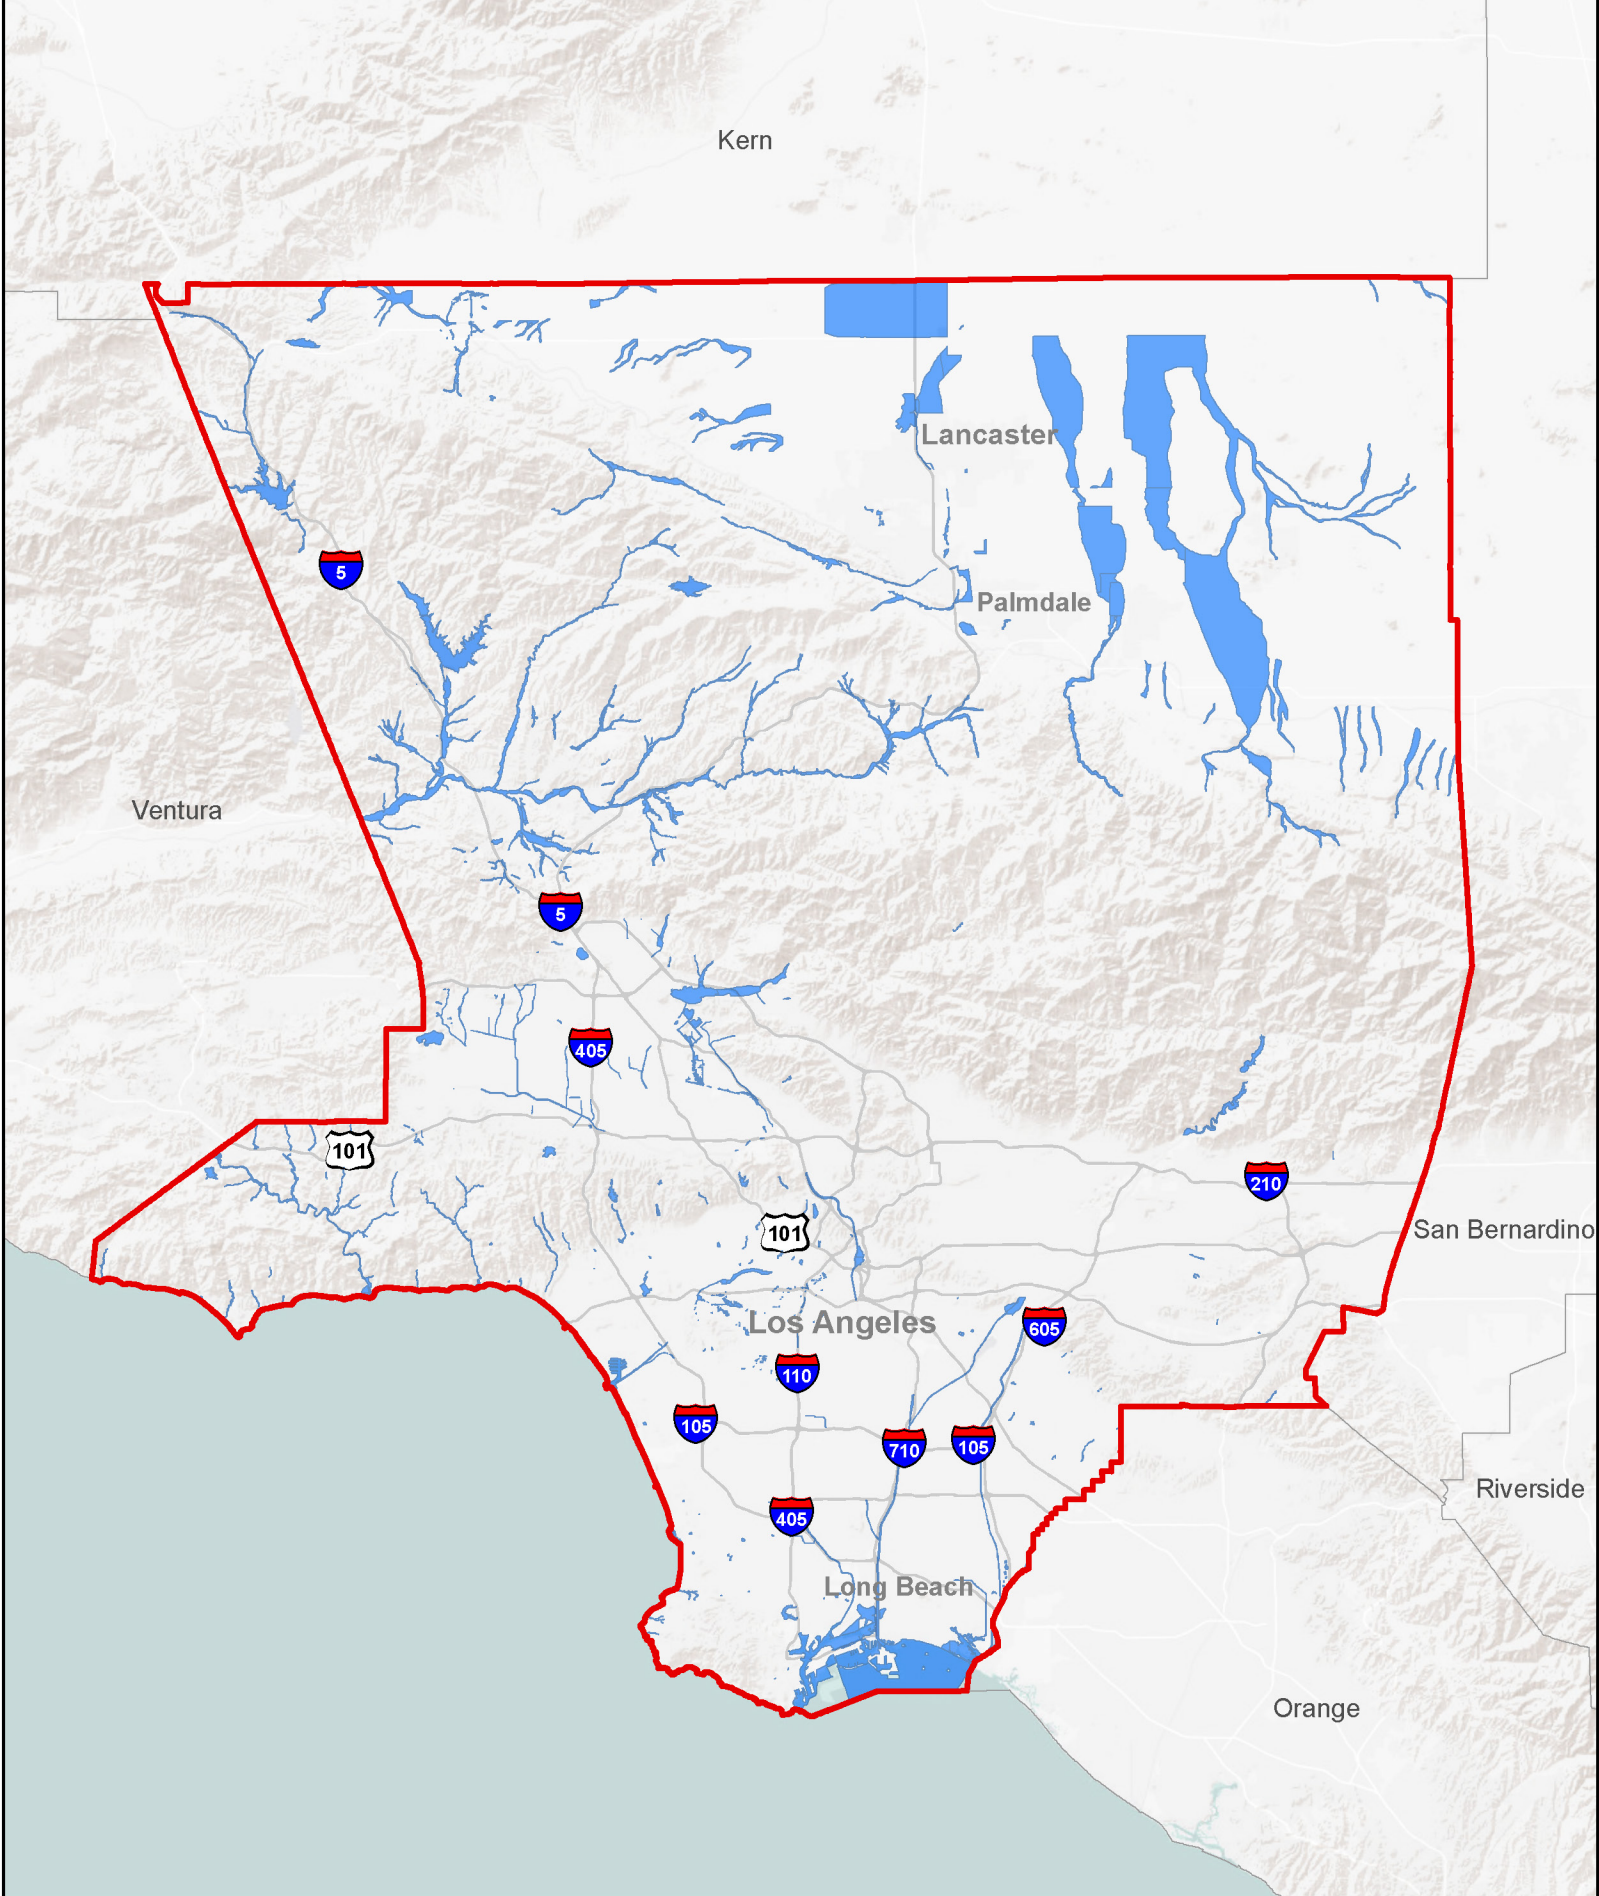 Kern
Lancaster
5
Palmdale
Ventura
5
405
101
210
101
San Bernardino
Los Angeles
605
110
105
710
105
Riverside
405
Long Beach
Orange